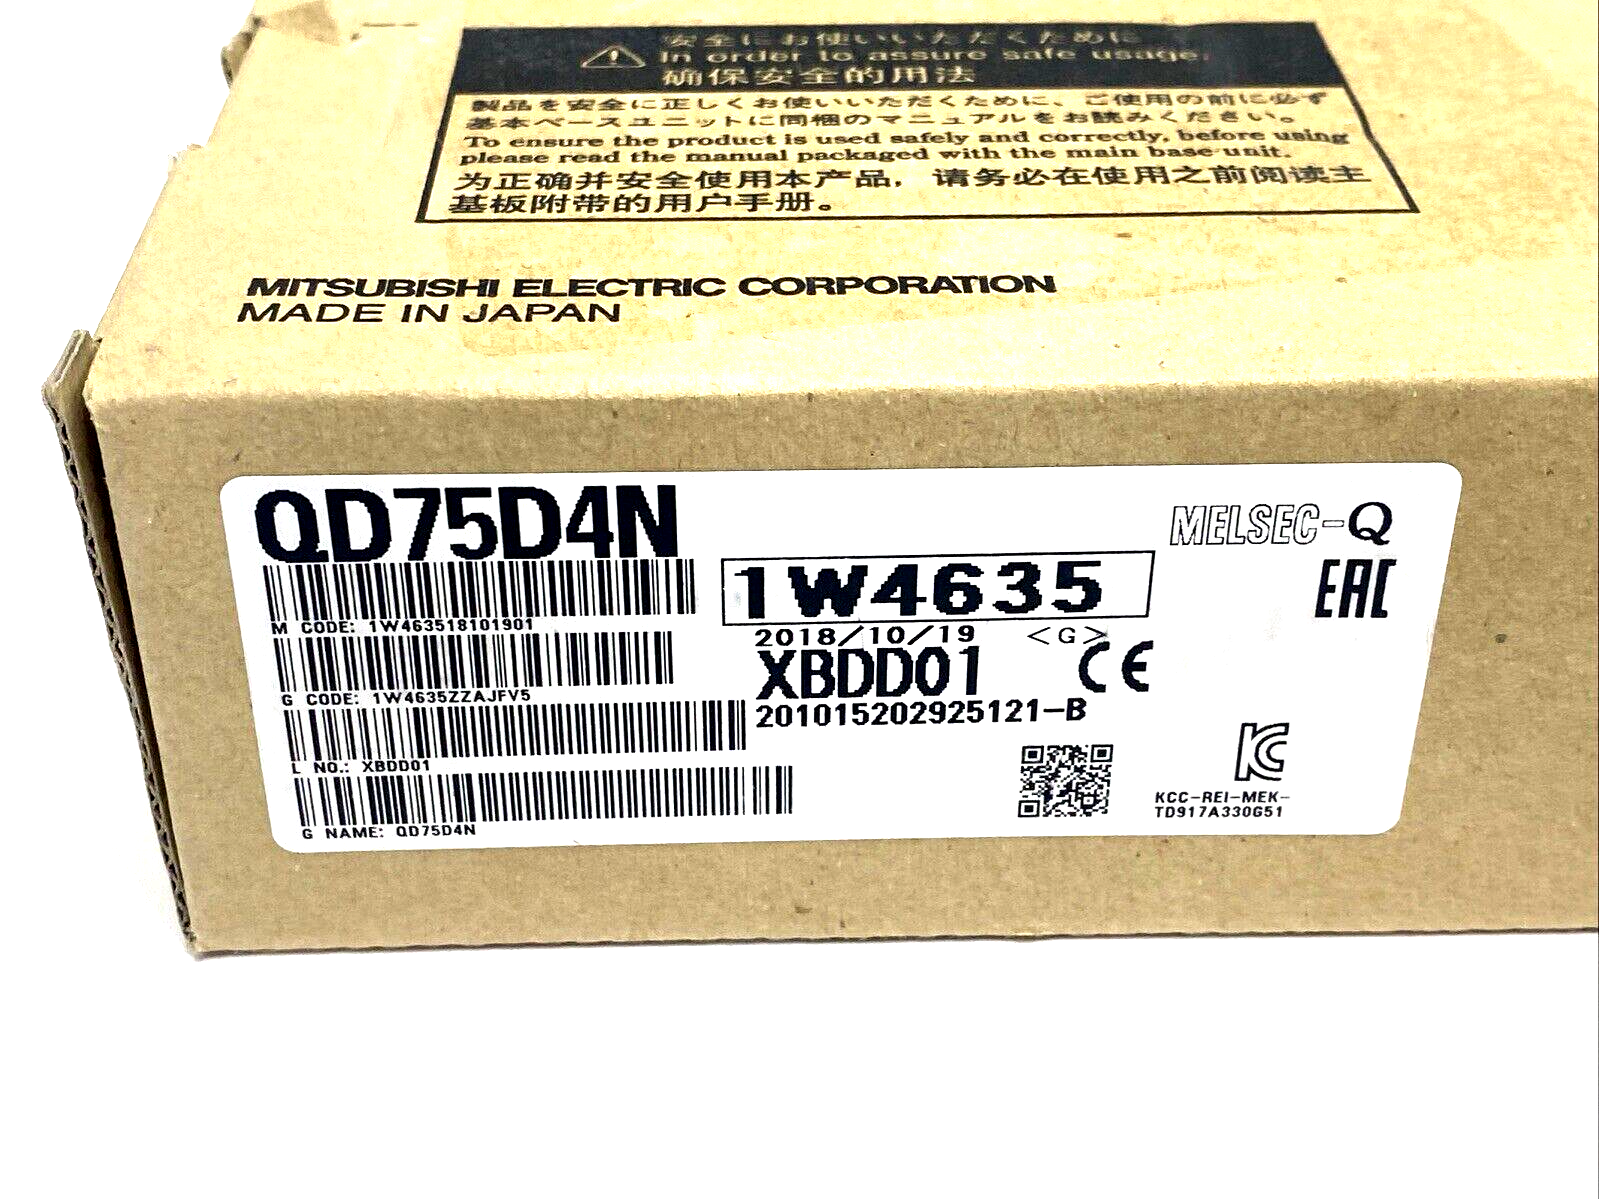 安全にお使いいただくために
In order to assure safe usage.
确保安全的用法
製品を安全に正しくお使いいただくために、ご使用の前に必ず
基本ベースユニットに同梱のマニュアルをお読みください。
To ensure the product is used safely and correctly, before using
please read the manual packaged with the main base unit.
为正确并安全使用本产品，请务必在使用之前阅读主
基板附带的用户手册。
MITSUBISHI ELECTRIC CORPORATION
MADE IN JAPAN
QD75D4N
MELSEC-Q
M CODE: 1W463518101901
1W4635
EAC
2018/10/19 <G>
G CODE: 1W4635ZZAJFV5
XBDD01 CE
201015202925121-B
L NO.: XBDD01
KC
KCC-REI-MEK-
TD917A330G51
G NAME: QD75D4N